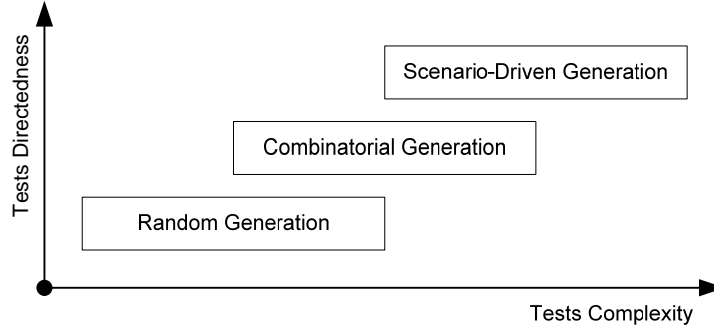 Tests Directedness
Scenario-Driven Generation
Combinatorial Generation
Random Generation
Tests Complexity